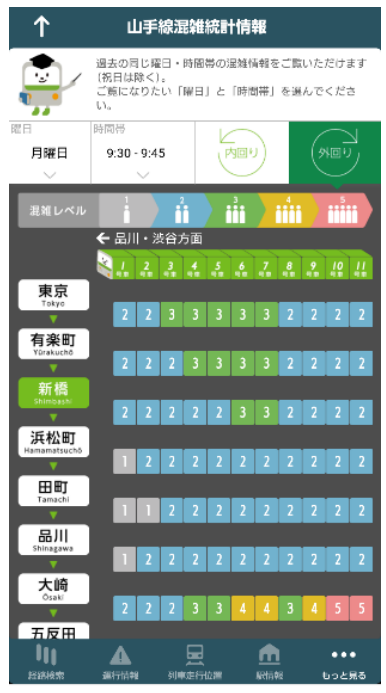 山手線混雑統計情報
過去の同じ曜日・時間帯の混雑情報をご覧いただけます
(祝日は除く)。
ご覧になりたい「曜日」と「時間帯」を選んでくださ
い。
曜日
時間帯
月曜日
9:30 - 9:45
内回り
外回り
混雑レベル
1 2 3 4 5
← 品川・渋谷方面
1号車 2号車 3号車 4号車 5号車 6号車 7号車 8号車 9号車 10号車 11号車
東京
Tokyo
2 2 3 3 3 3 3 2 2 2 2
有楽町
Yūrakuchō
2 2 2 3 3 3 3 2 2 2 2
新橋
Shimbashi
2 2 2 2 2 3 3 2 2 2 2
浜松町
Hamamatsuchō
1 2 2 2 2 2 2 2 2 2 2
田町
Tamachi
1 1 2 2 2 2 2 2 2 2 2
品川
Shinagawa
1 2 2 2 2 2 2 2 2 2 2
大崎
Ōsaki
2 2 2 3 3 4 4 3 4 5 5
五反田
経路検索
運行情報
列車走行位置
駅情報
もっと見る